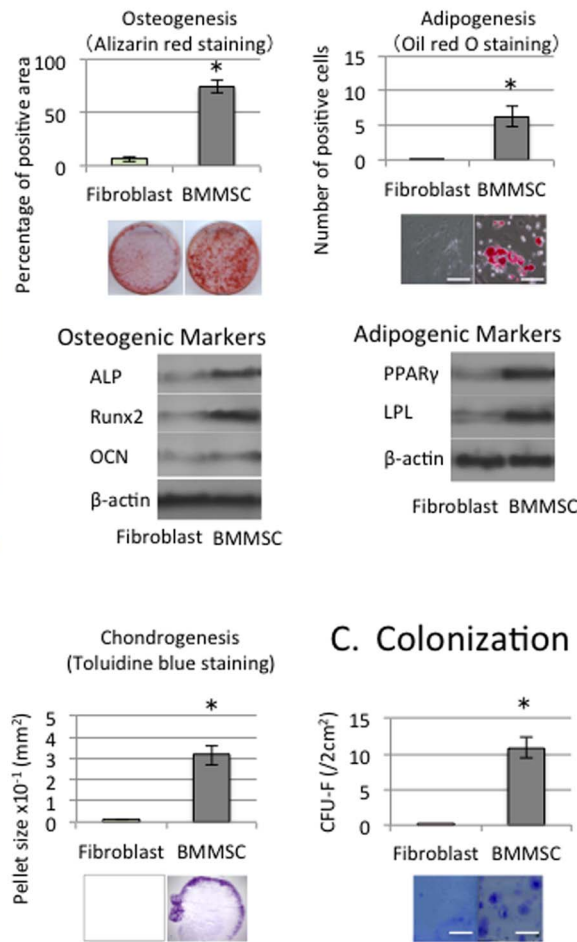 Osteogenesis
(Alizarin red staining)
Percentage of positive area
100
50
0
*
Fibroblast BMMSC
Adipogenesis
(Oil red O staining)
Number of positive cells
15
10
5
0
*
Fibroblast BMMSC
Osteogenic Markers
ALP
Runx2
OCN
β-actin
Fibroblast BMMSC
Adipogenic Markers
PPARγ
LPL
β-actin
Fibroblast BMMSC
Chondrogenesis
(Toluidine blue staining)
Pellet size x10⁻¹ (mm²)
5
4
3
2
1
0
*
Fibroblast BMMSC
C. Colonization
CFU-F (/2cm²)
15
10
5
0
*
Fibroblast BMMSC